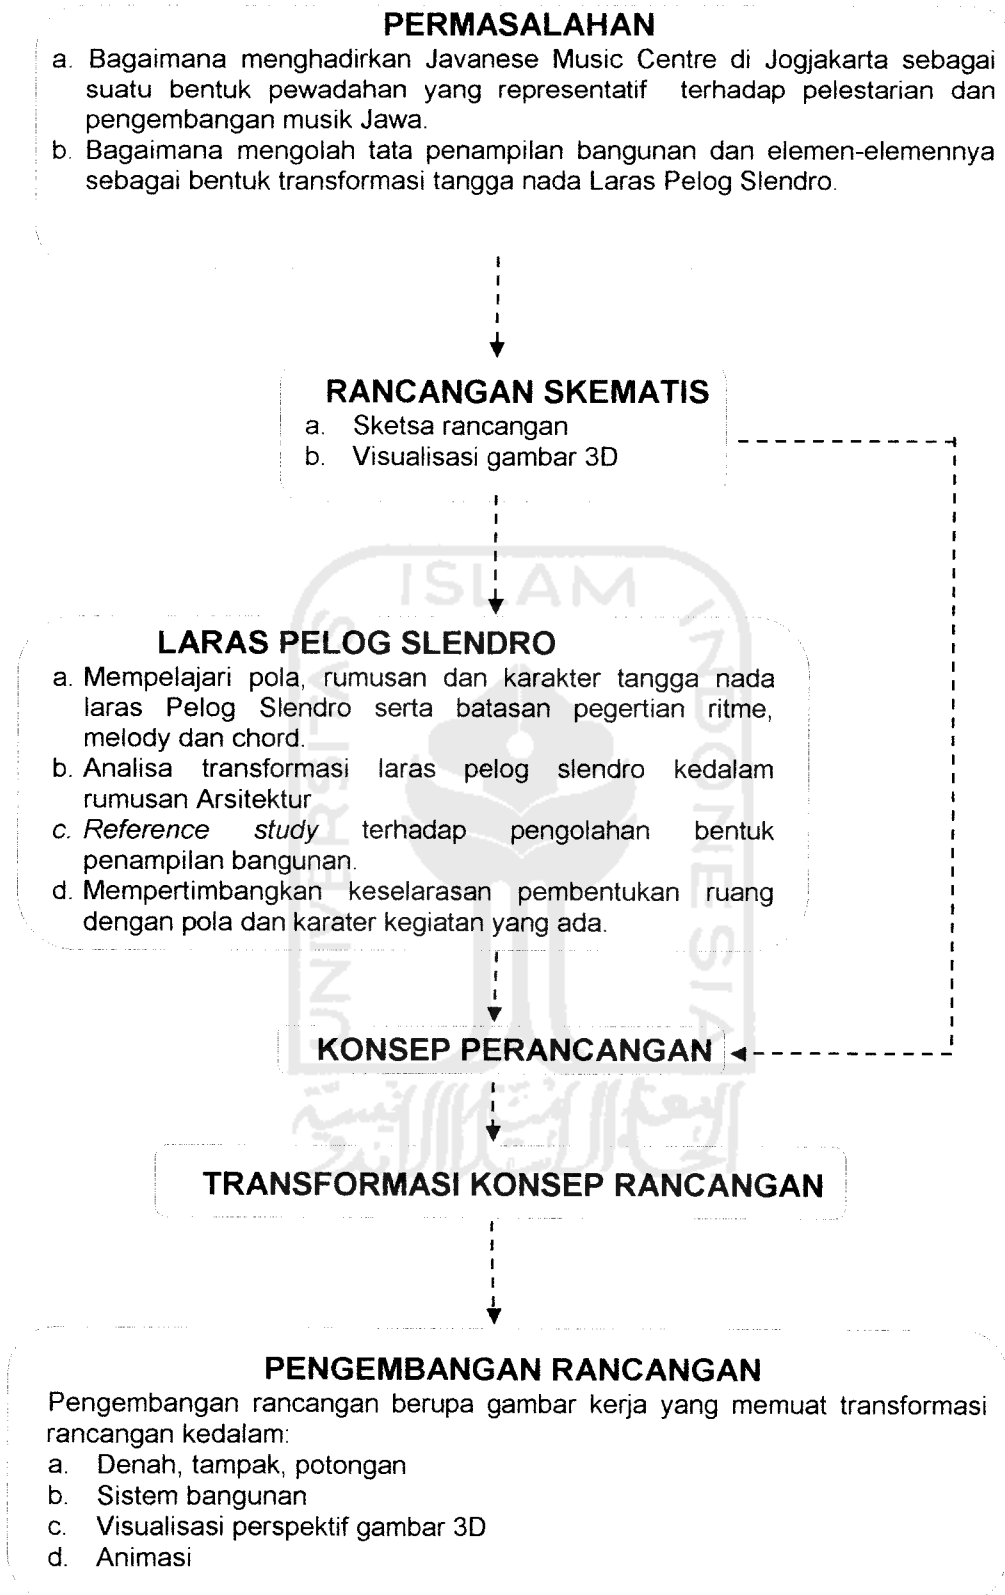 PERMASALAHAN
a. Bagaimana menghadirkan Javanese Music Centre di Jogjakarta sebagai
suatu bentuk pewadahan yang representatif terhadap pelestarian dan
pengembangan musik Jawa.
b. Bagaimana mengolah tata penampilan bangunan dan elemen-elemennya
sebagai bentuk transformasi tangga nada Laras Pelog Slendro.
RANCANGAN SKEMATIS
a. Sketsa rancangan
b. Visualisasi gambar 3D
ISLAM
UNIVERSITAS
INDONESIA
LARAS PELOG SLENDRO
a. Mempelajari pola, rumusan dan karakter tangga nada
laras Pelog Slendro serta batasan pegertian ritme,
melody dan chord.
b. Analisa transformasi laras pelog slendro kedalam
rumusan Arsitektur
c. Reference study terhadap pengolahan bentuk
penampilan bangunan.
d. Mempertimbangkan keselarasan pembentukan ruang
dengan pola dan karater kegiatan yang ada.
KONSEP PERANCANGAN
TRANSFORMASI KONSEP RANCANGAN
PENGEMBANGAN RANCANGAN
Pengembangan rancangan berupa gambar kerja yang memuat transformasi
rancangan kedalam:
a. Denah, tampak, potongan
b. Sistem bangunan
c. Visualisasi perspektif gambar 3D
d. Animasi